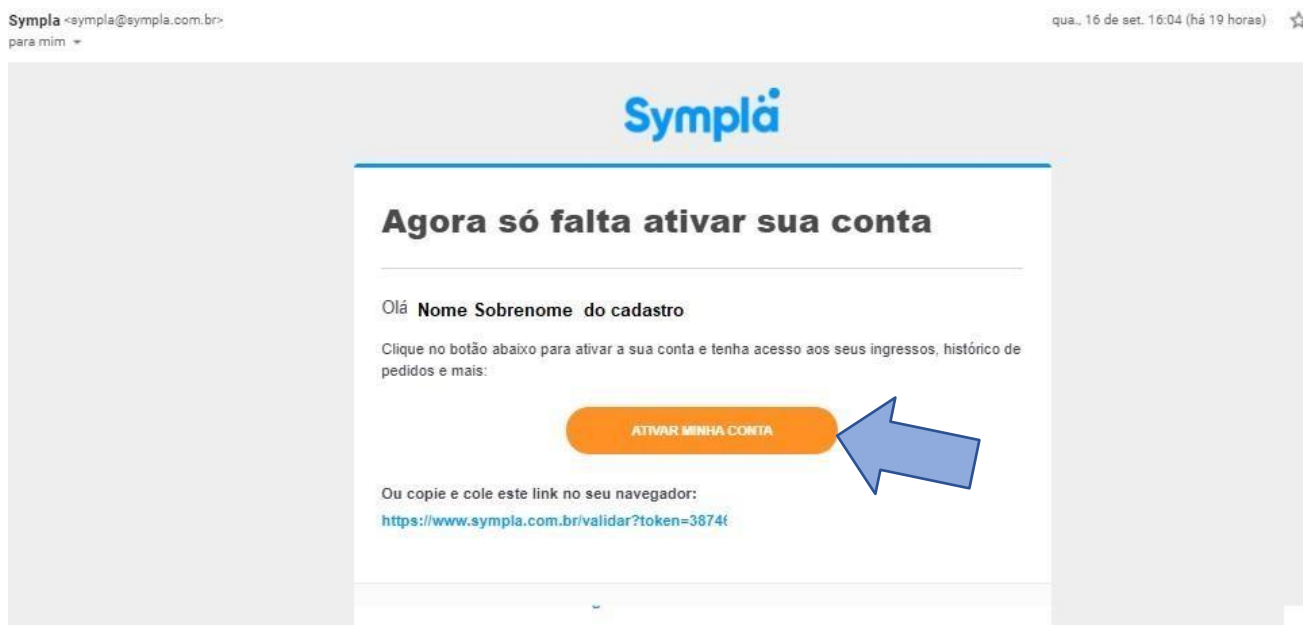 Sympla <sympla@sympla.com.br>
qua., 16 de set. 16:04 (há 19 horas)
para mim
Sympla
Agora só falta ativar sua conta
Olá Nome Sobrenome do cadastro
Clique no botão abaixo para ativar a sua conta e tenha acesso aos seus ingressos, histórico de
pedidos e mais:
ATIVAR MINHA CONTA
Ou copie e cole este link no seu navegador:
https://www.sympla.com.br/validar?token=3874